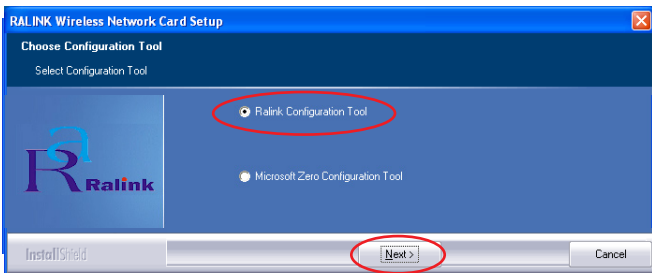 RALINK Wireless Network Card Setup
Choose Configuration Tool
Select Configuration Tool
Ralink Configuration Tool
Ra
Ralink
Microsoft Zero Configuration Tool
InstallShield
Next >
Cancel